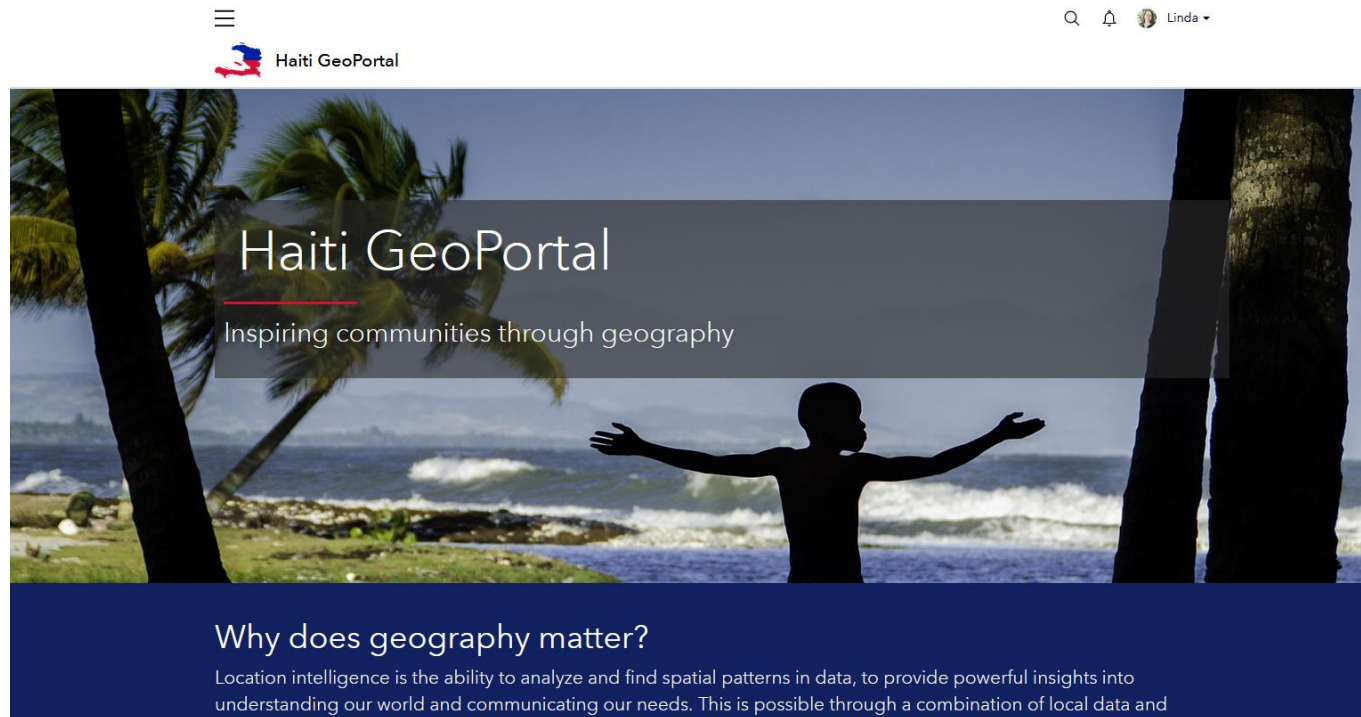 Linda
Haiti GeoPortal
Haiti GeoPortal
Inspiring communities through geography
Why does geography matter?
Location intelligence is the ability to analyze and find spatial patterns in data, to provide powerful insights into
understanding our world and communicating our needs. This is possible through a combination of local data and